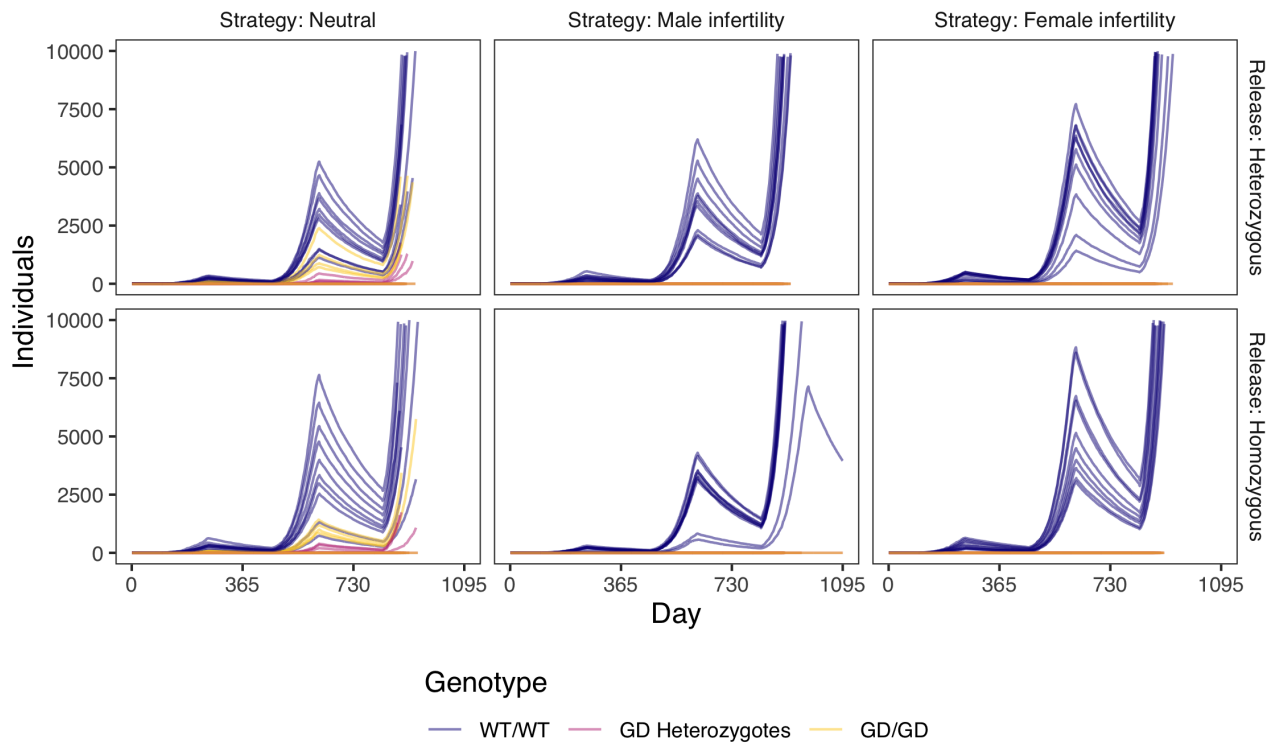 Strategy: Neutral
Strategy: Male infertility
Strategy: Female infertility
Individuals
10000
7500
5000
2500
0
Release: Heterozygous
10000
7500
5000
2500
0
Release: Homozygous
0 365 730 1095
0 365 730 1095
0 365 730 1095
Day
Genotype
WT/WT GD Heterozygotes GD/GD